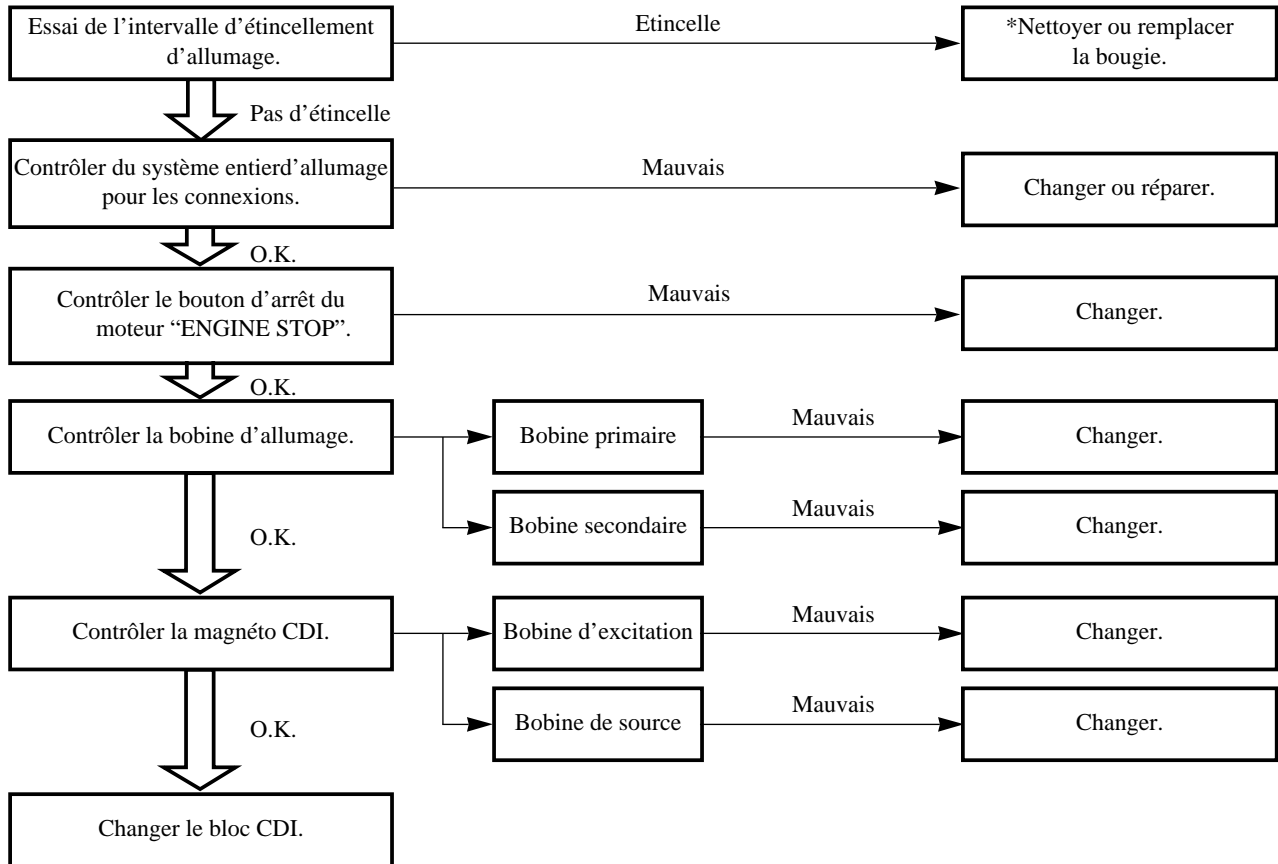 Essai de l’intervalle d’étincellement
d’allumage.
Etincelle
*Nettoyer ou remplacer
la bougie.
Pas d’étincelle
Contrôler du système entierd’allumage
pour les connexions.
Mauvais
Changer ou réparer.
O.K.
Contrôler le bouton d’arrêt du
moteur “ENGINE STOP”.
Mauvais
Changer.
O.K.
Contrôler la bobine d’allumage.
Bobine primaire
Mauvais
Changer.
Bobine secondaire
Mauvais
Changer.
O.K.
Contrôler la magnéto CDI.
Bobine d’excitation
Mauvais
Changer.
Bobine de source
Mauvais
Changer.
O.K.
Changer le bloc CDI.